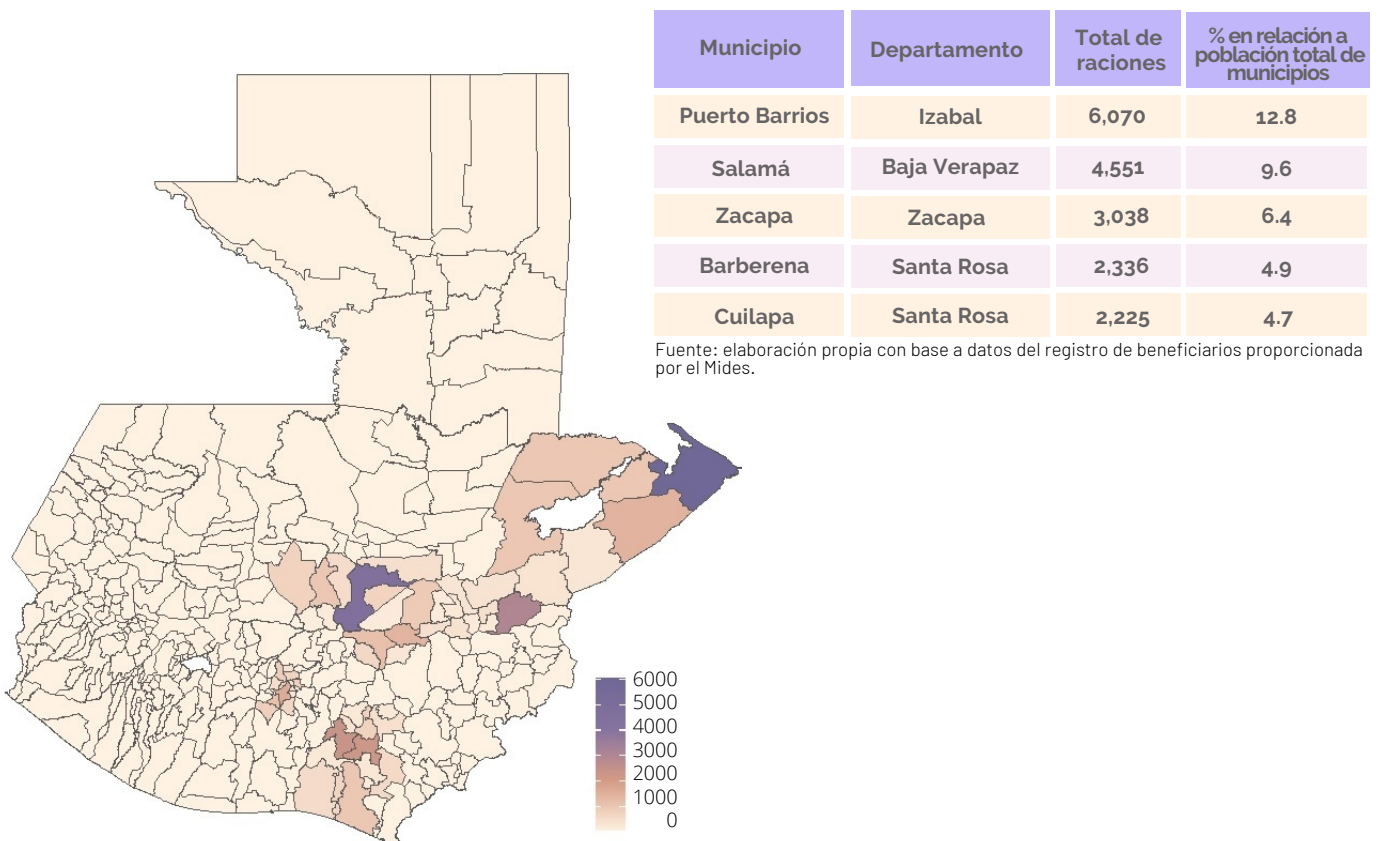 Municipio Departamento Total de raciones % en relación a población total de municipios
Puerto Barrios Izabal 6,070 12.8
Salamá Baja Verapaz 4,551 9.6
Zacapa Zacapa 3,038 6.4
Barberena Santa Rosa 2,336 4.9
Cuilapa Santa Rosa 2,225 4.7
Fuente: elaboración propia con base a datos del registro de beneficiarios proporcionada
por el Mides.
6000
5000
4000
3000
2000
1000
0